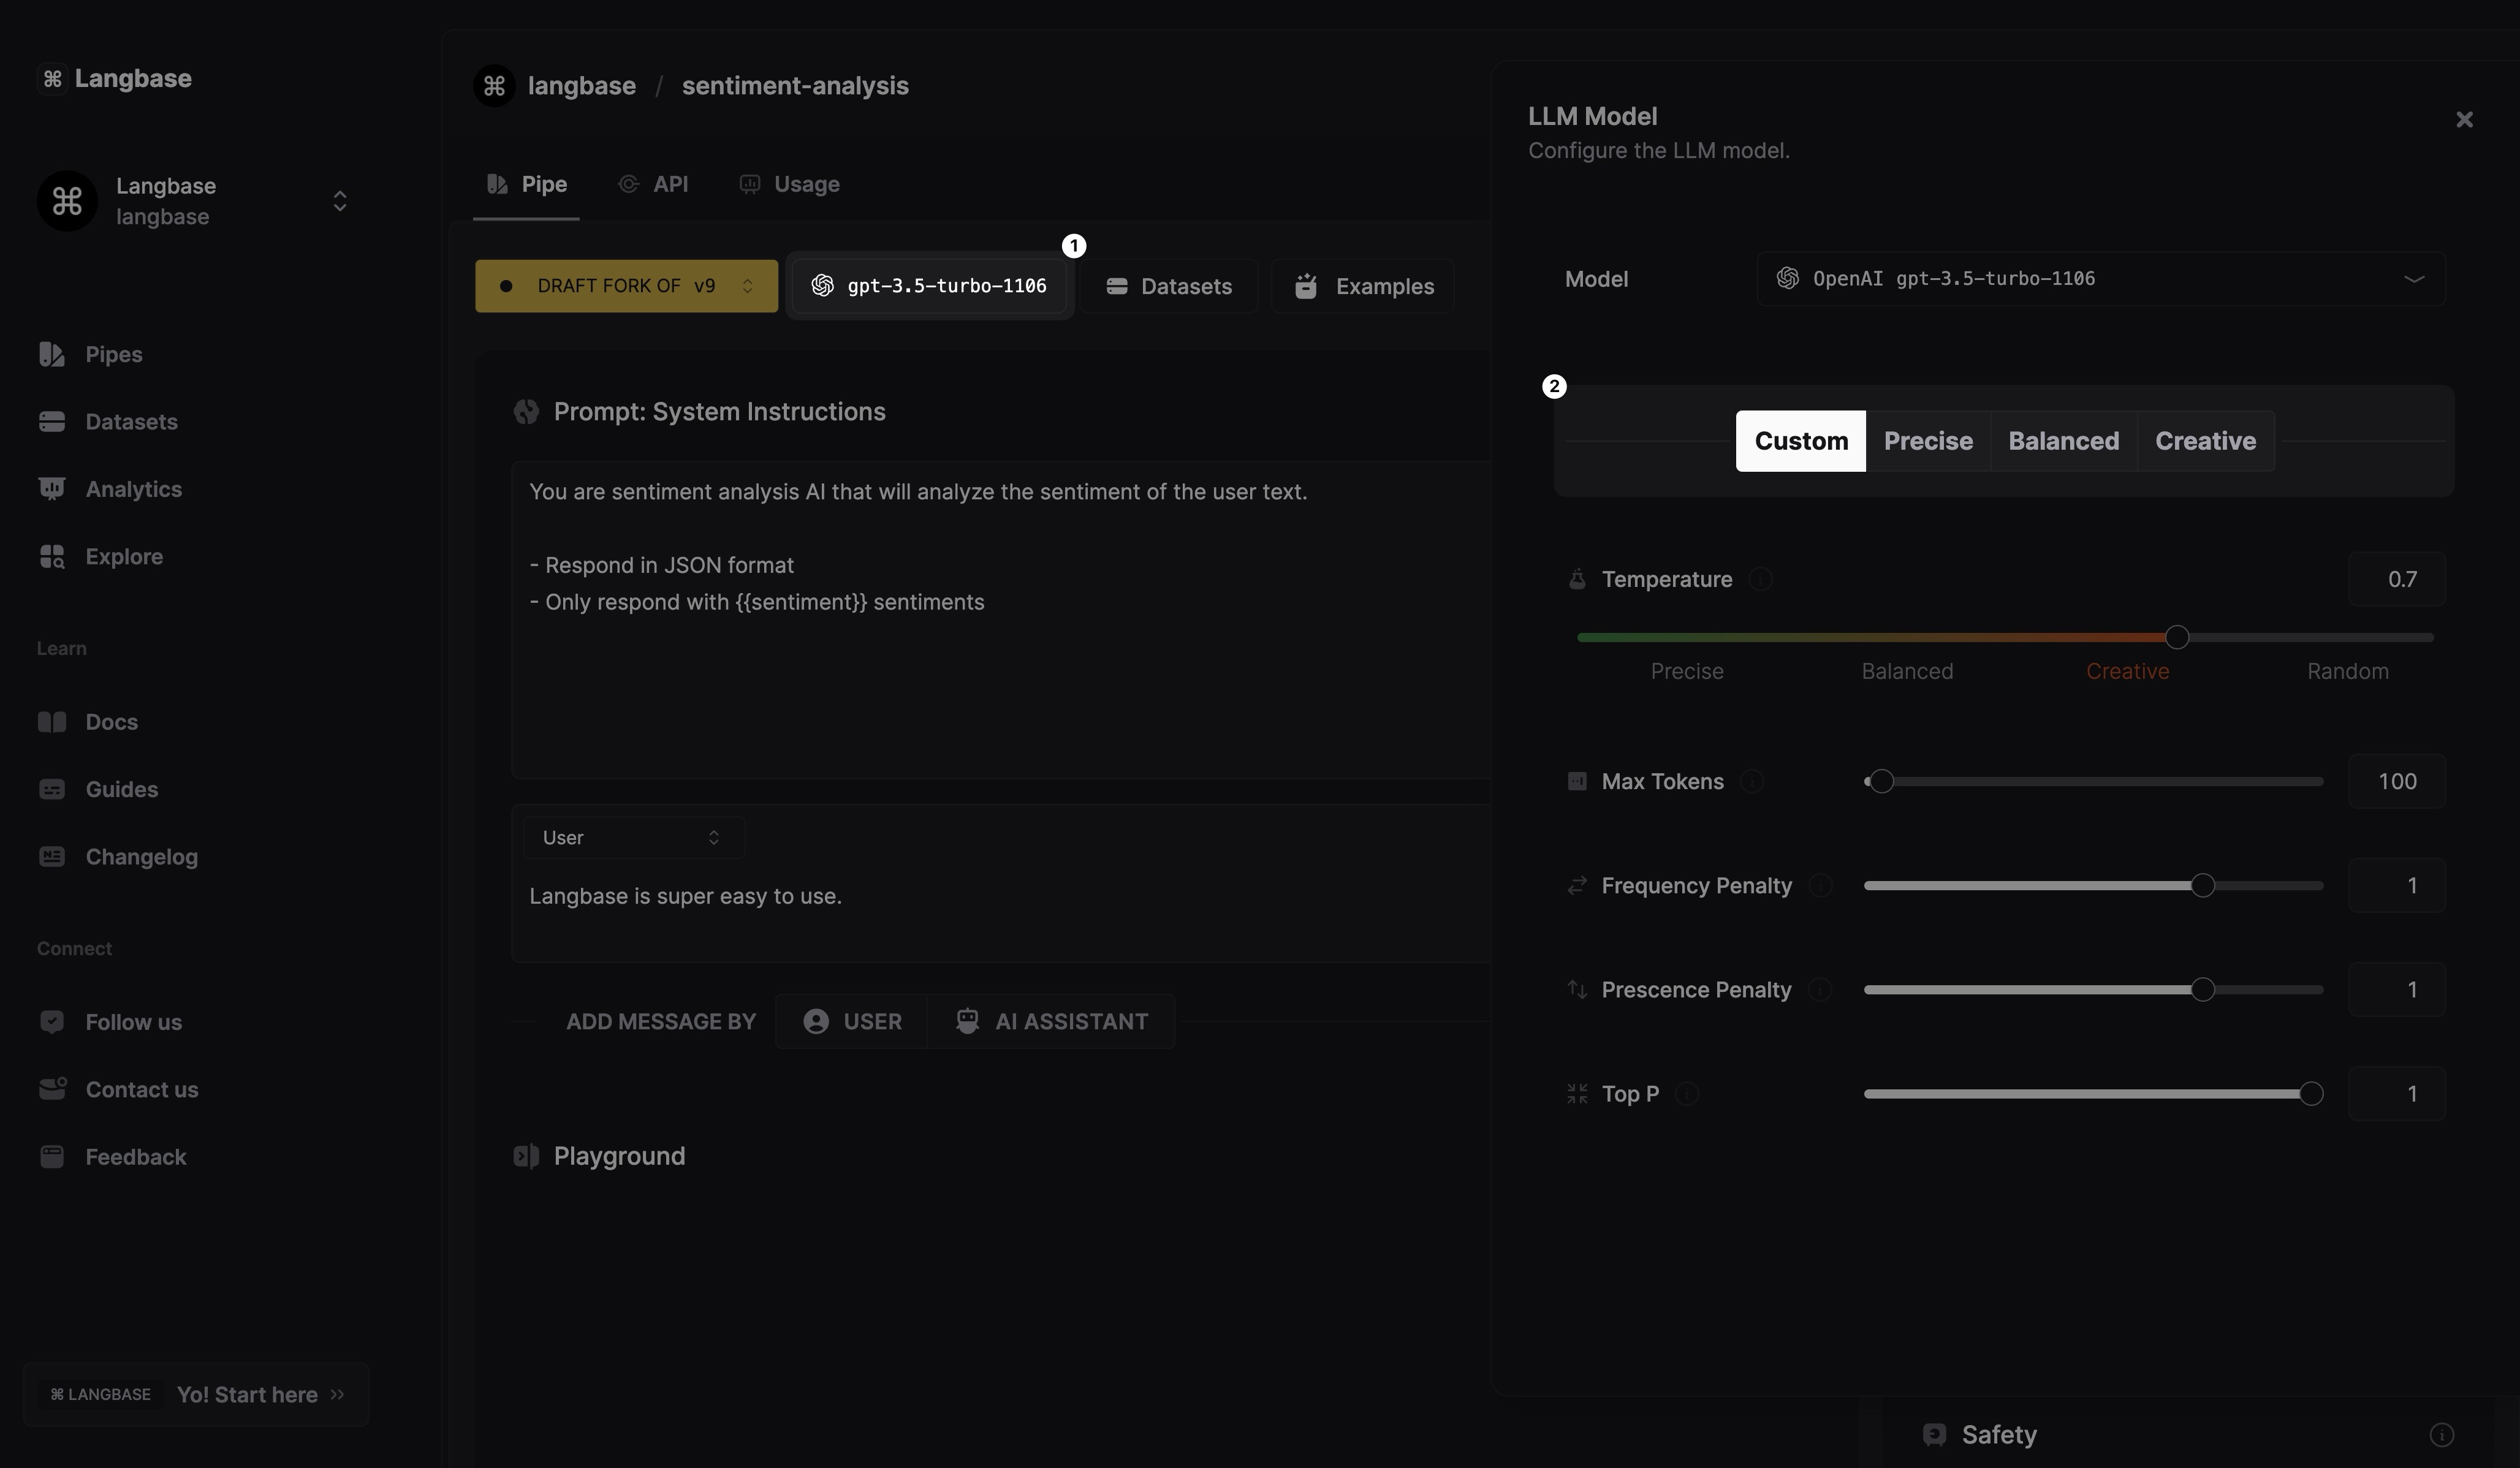 Langbase
Langbase
langbase
Pipes
Datasets
Analytics
Explore
Learn
Docs
Guides
Changelog
Connect
Follow us
Contact us
Feedback
LANGBASE Yo! Start here
langbase / sentiment-analysis
Pipe API Usage
1
DRAFT FORK OF v9 gpt-3.5-turbo-1106 Datasets Examples
Prompt: System Instructions
You are sentiment analysis AI that will analyze the sentiment of the user text.
- Respond in JSON format
- Only respond with {{sentiment}} sentiments
User
Langbase is super easy to use.
ADD MESSAGE BY USER AI ASSISTANT
Playground
LLM Model
Configure the LLM model.
Model OpenAI gpt-3.5-turbo-1106
2
Custom Precise Balanced Creative
Temperature 0.7
Precise Balanced Creative Random
Max Tokens 100
Frequency Penalty 1
Prescence Penalty 1
Top P 1
Safety